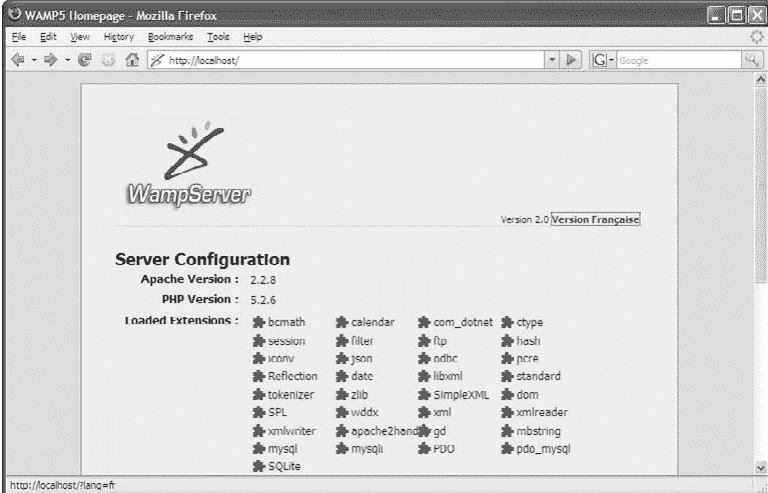 WAMP5 Homepage - Mozilla Firefox
File Edit View History Bookmarks Tools Help
http://localhost/ G Google
WampServer
Version 2.0 Version Française
Server Configuration
Apache Version : 2.2.8
PHP Version : 5.2.6
Loaded Extensions : bcmath calendar com_dotnet ctype
session filter ftp hash
iconv json odbc pcre
Reflection date libxml standard
tokenizer zlib SimpleXML dom
SPL wddx xml xmlreader
xmlwriter apache2hand gd mbstring
mysql mysqli PDO pdo_mysql
SQLite
http://localhost/?lang=fr